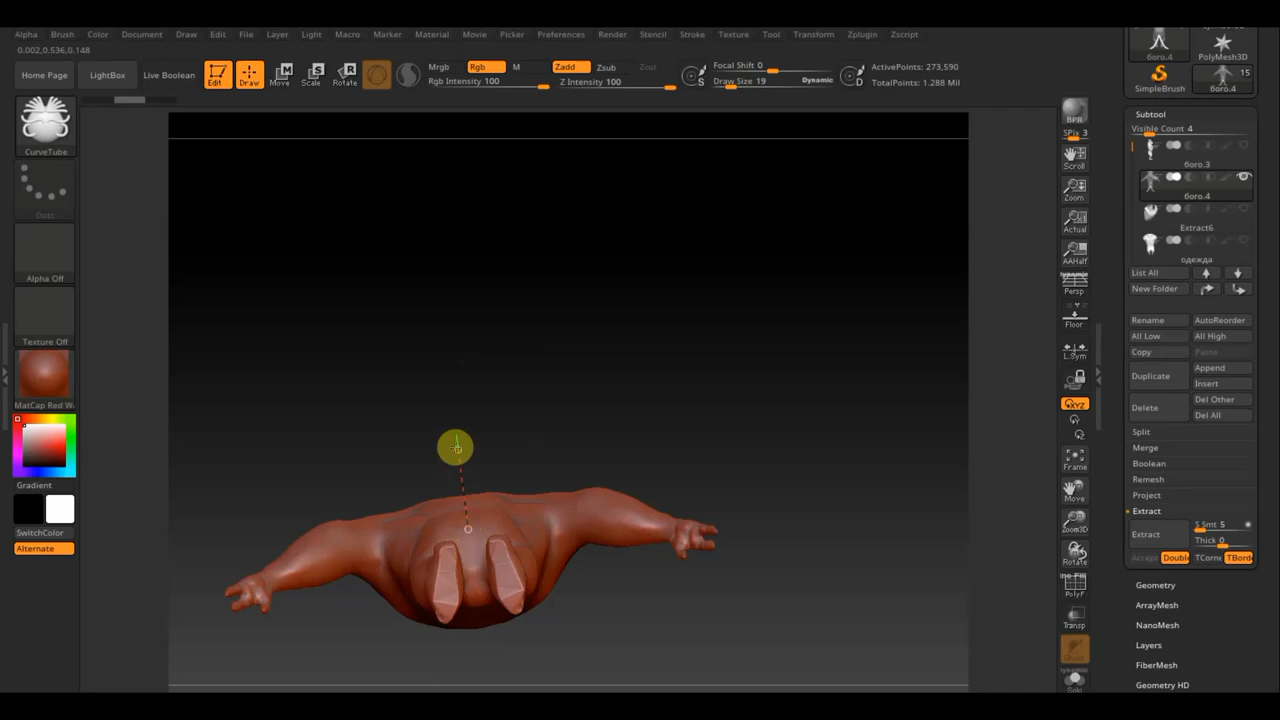 Alpha Brush Color Document Draw Edit File Layer Light Macro Marker Material Movie Picker Preferences Render Stencil Stroke Texture Tool Transform Zplugin Zscript
0.002,0.536,0.148
Home Page
LightBox
Live Boolean
Edit
Draw
Move
Scale
Rotate
Mrgb
Rgb
M
Rgb Intensity 100
Zadd
Zsub
Zcut
Z Intensity 100
Focal Shift 0
Draw Size 19
Dynamic
ActivePoints: 273,590
TotalPoints: 1.288 Mil
CurveTube
Dots
Alpha Off
Texture Off
MatCap Red W
Gradient
SwitchColor
Alternate
BPR
SPix 3
Scroll
Zoom
Actual
AAHalf
Dynamic
Persp
Floor
L.Sym
XYZ
Frame
Move
Zoom3D
Rotate
PolyF
Transp
Solo
6oro.4
PolyMesh3D
SimpleBrush
15
6oro.4
Subtool
Visible Count 4
6oro.3
6oro.4
Extract6
одежда
List All
New Folder
Rename
AutoReorder
All Low
All High
Copy
Paste
Duplicate
Append
Insert
Delete
Del Other
Del All
Split
Merge
Boolean
Remesh
Project
Extract
Extract
S Smt 5
Thick 0
Accept
Double
TCorne
TBorde
Geometry
ArrayMesh
NanoMesh
Layers
FiberMesh
Geometry HD